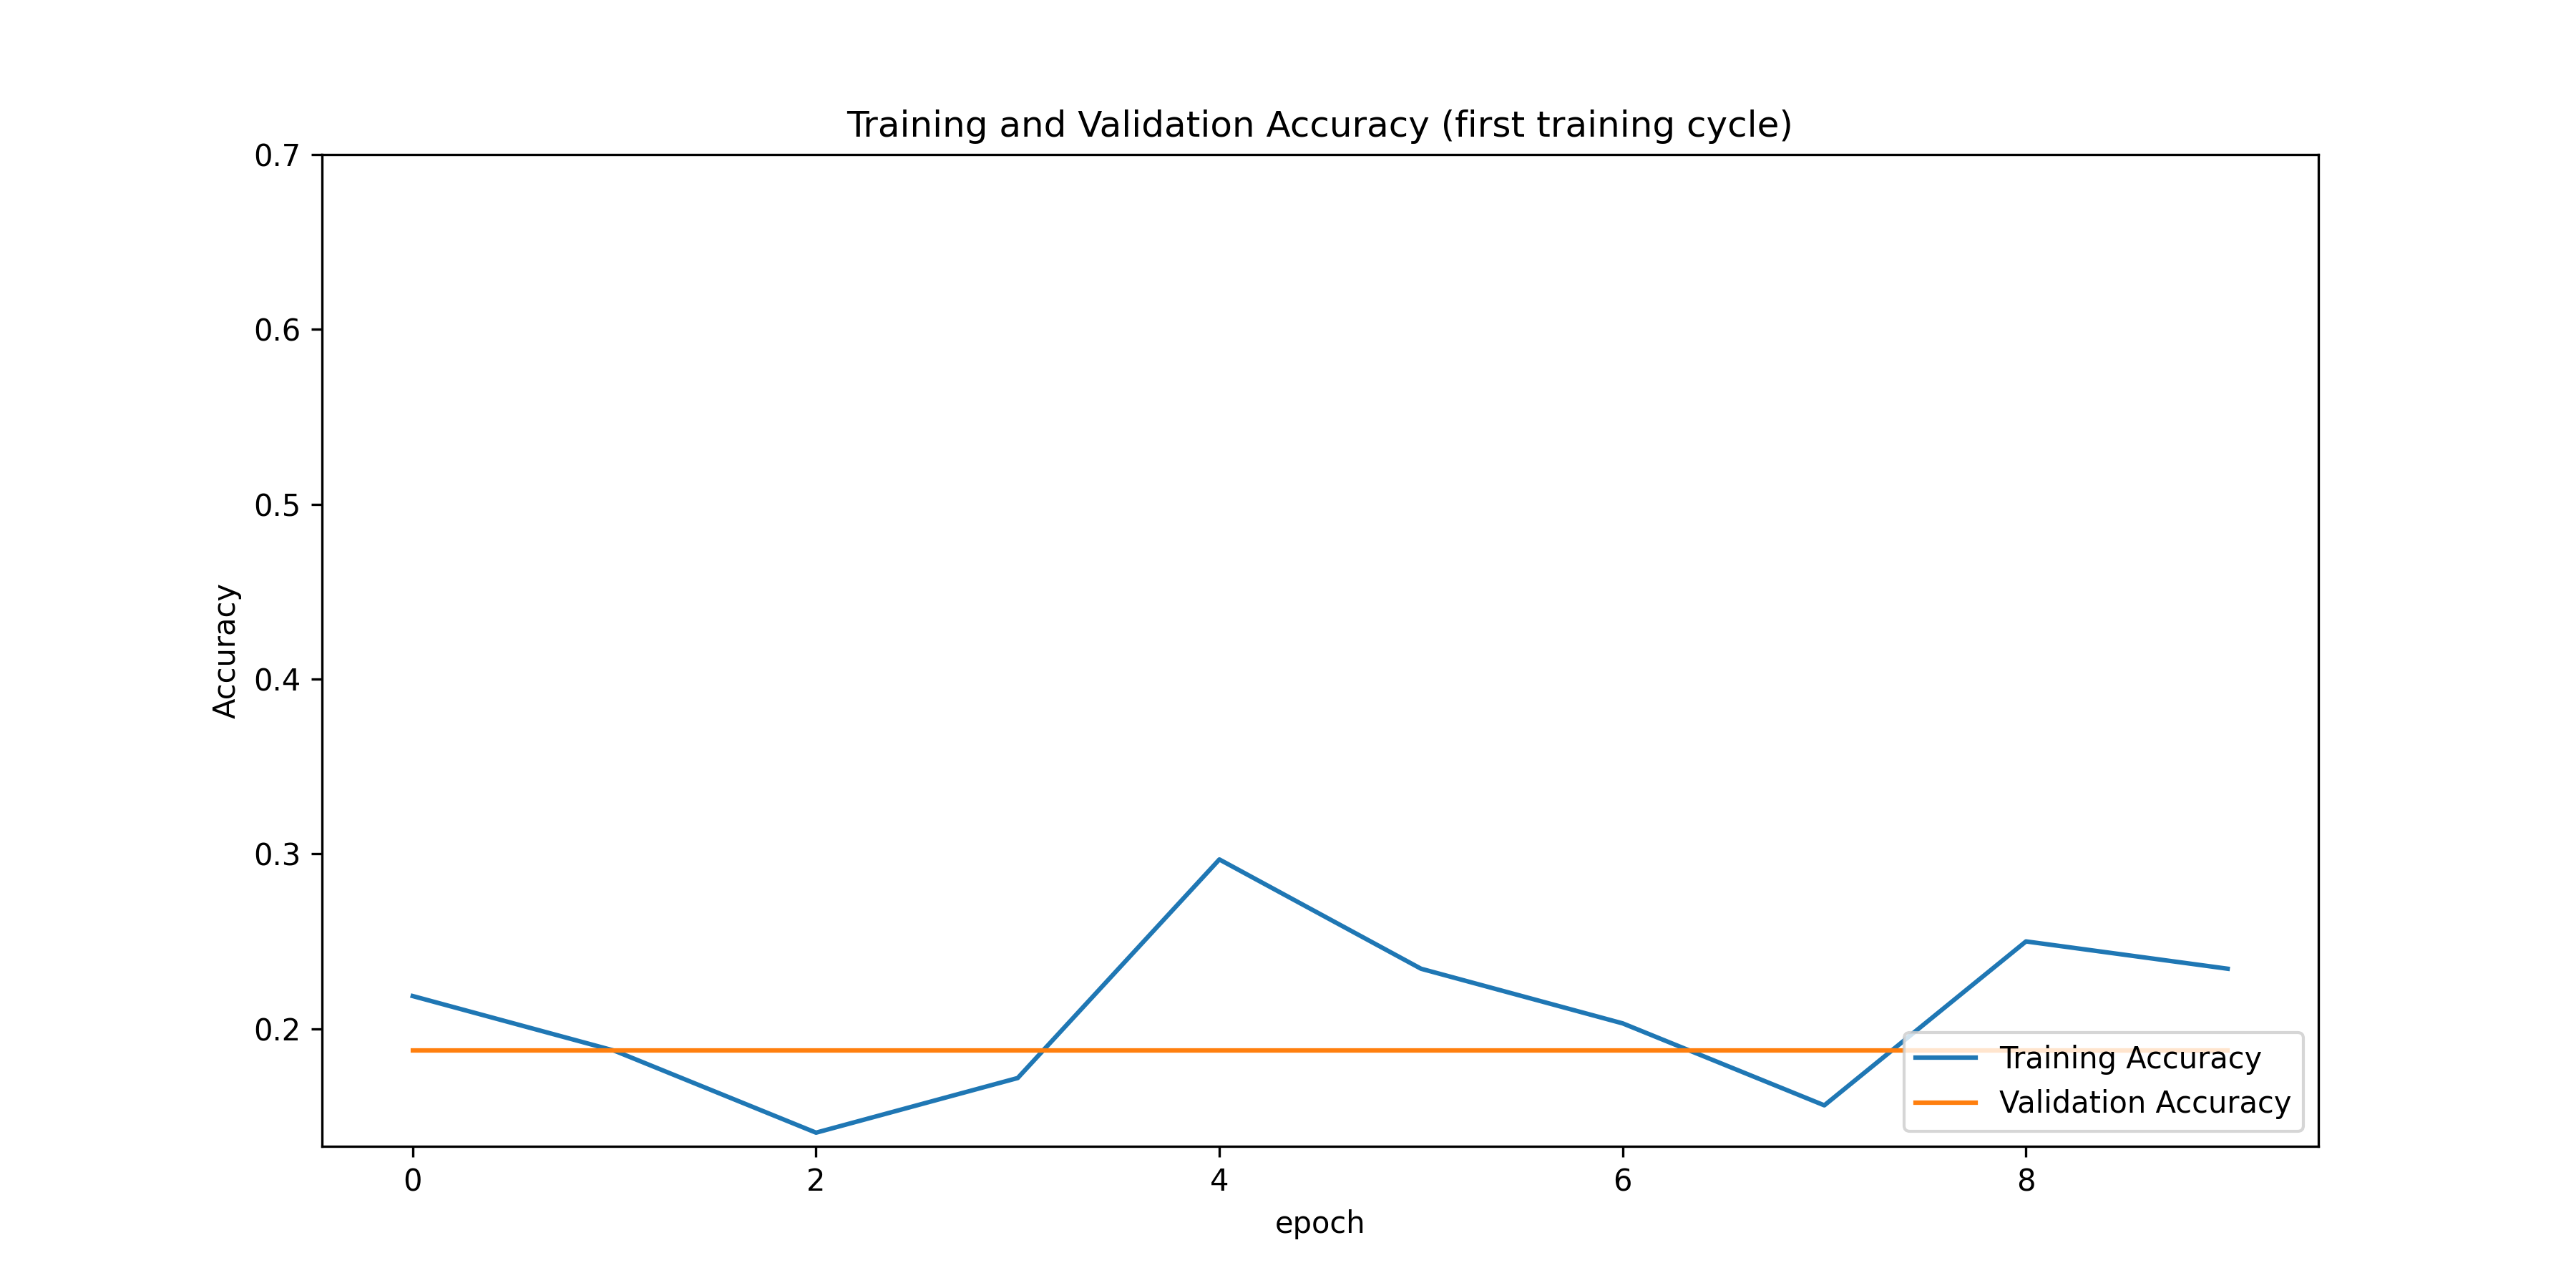 Training and Validation Accuracy (first training cycle)
0.7
0.6
0.5
0.4
0.3
0.2
Accuracy
0 2 4 6 8
epoch
Training Accuracy
Validation Accuracy